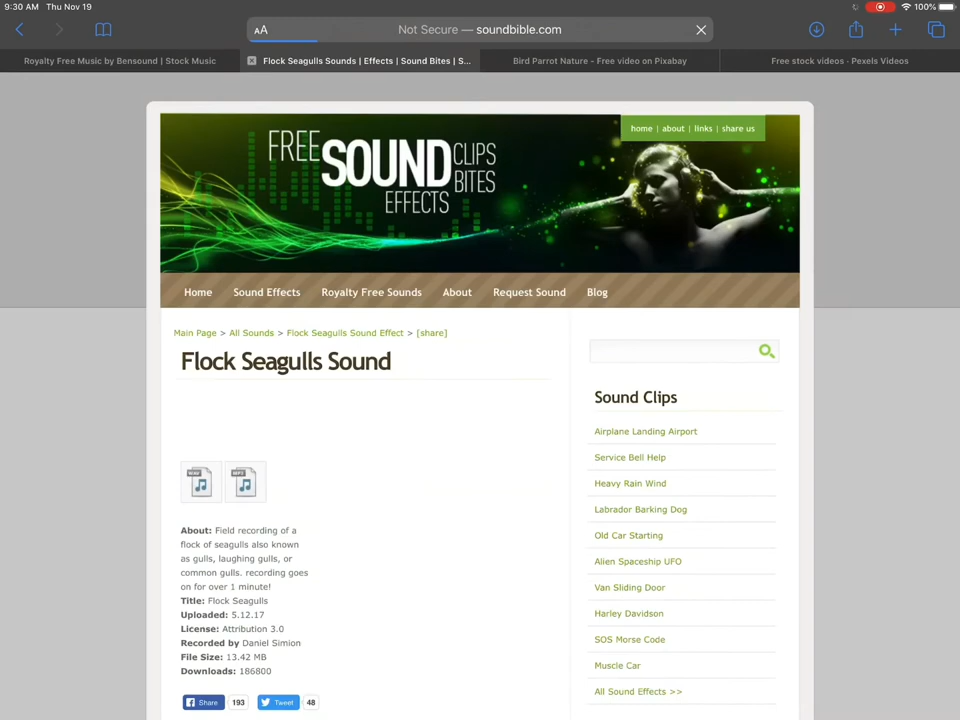 9:30 AM Thu Nov 19
100%
AA
Not Secure — soundbible.com
Royalty Free Music by Bensound | Stock Music
Flock Seagulls Sounds | Effects | Sound Bites | S...
Bird Parrot Nature - Free video on Pixabay
Free stock videos · Pexels Videos
home | about | links | share us
FREE SOUND CLIPS
BITES
EFFECTS
Home
Sound Effects
Royalty Free Sounds
About
Request Sound
Blog
Main Page > All Sounds > Flock Seagulls Sound Effect > [share]
Flock Seagulls Sound
WAV
MP3
About: Field recording of a
flock of seagulls also known
as gulls, laughing gulls, or
common gulls. recording goes
on for over 1 minute!
Title: Flock Seagulls
Uploaded: 5.12.17
License: Attribution 3.0
Recorded by Daniel Simion
File Size: 13.42 MB
Downloads: 186800
Share 193
Tweet 48
Sound Clips
Airplane Landing Airport
Service Bell Help
Heavy Rain Wind
Labrador Barking Dog
Old Car Starting
Alien Spaceship UFO
Van Sliding Door
Harley Davidson
SOS Morse Code
Muscle Car
All Sound Effects >>